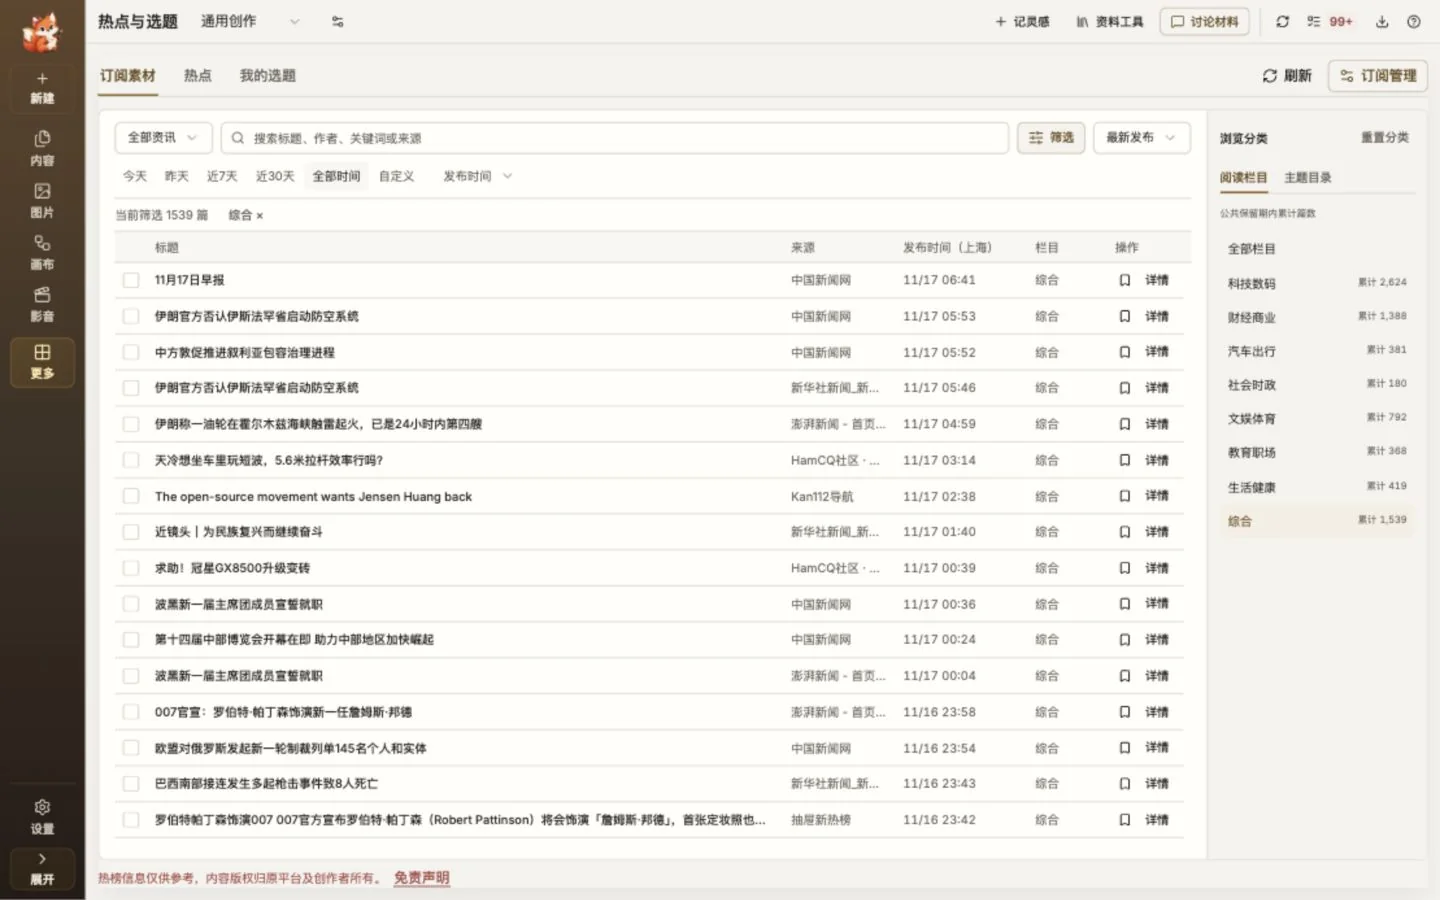 热点与选题 通用创作 + 记灵感 资料工具 讨论材料 99+
新建
内容
图片
画布
影音
更多
设置
展开
订阅素材 热点 我的选题 刷新 订阅管理
全部资讯 搜索标题、作者、关键词或来源 筛选 最新发布
今天 昨天 近7天 近30天 全部时间 自定义 发布时间
当前筛选 1539 篇 综合 ×
标题 来源 发布时间（上海） 栏目 操作
11月17日早报 中国新闻网 11/17 06:41 综合 详情
伊朗官方否认伊斯法罕省启动防空系统 中国新闻网 11/17 05:53 综合 详情
中方敦促推进叙利亚包容治理进程 中国新闻网 11/17 05:52 综合 详情
伊朗官方否认伊斯法罕省启动防空系统 新华社新闻_新... 11/17 05:46 综合 详情
伊朗称一油轮在霍尔木兹海峡触雷起火，已是24小时内第四艘 澎湃新闻 - 首页... 11/17 04:59 综合 详情
天冷想坐车里玩短波，5.6米拉杆效率行吗? HamCQ社区 · ... 11/17 03:14 综合 详情
The open-source movement wants Jensen Huang back Kan112导航 11/17 02:38 综合 详情
近镜头丨为民族复兴而继续奋斗 新华社新闻_新... 11/17 01:40 综合 详情
求助！冠星GX8500升级变砖 HamCQ社区 · ... 11/17 00:39 综合 详情
波黑新一届主席团成员宣誓就职 中国新闻网 11/17 00:36 综合 详情
第十四届中部博览会开幕在即 助力中部地区加快崛起 中国新闻网 11/17 00:24 综合 详情
波黑新一届主席团成员宣誓就职 澎湃新闻 - 首页... 11/17 00:04 综合 详情
007官宣：罗伯特·帕丁森饰演新一任詹姆斯·邦德 澎湃新闻 - 首页... 11/16 23:58 综合 详情
欧盟对俄罗斯发起新一轮制裁列单145名个人和实体 中国新闻网 11/16 23:54 综合 详情
巴西南部接连发生多起枪击事件致8人死亡 新华社新闻_新... 11/16 23:43 综合 详情
罗伯特帕丁森饰演007 007官方宣布罗伯特·帕丁森（Robert Pattinson）将会饰演「詹姆斯·邦德」，首张定妆照也... 抽屉新热榜 11/16 23:42 综合 详情
浏览分类 重置分类
阅读栏目 主题目录
公共保留期内累计篇数
全部栏目
科技数码 累计 2,624
财经商业 累计 1,388
汽车出行 累计 381
社会时政 累计 180
文娱体育 累计 792
教育职场 累计 368
生活健康 累计 419
综合 累计 1,539
热榜信息仅供参考，内容版权归原平台及创作者所有。 免责声明